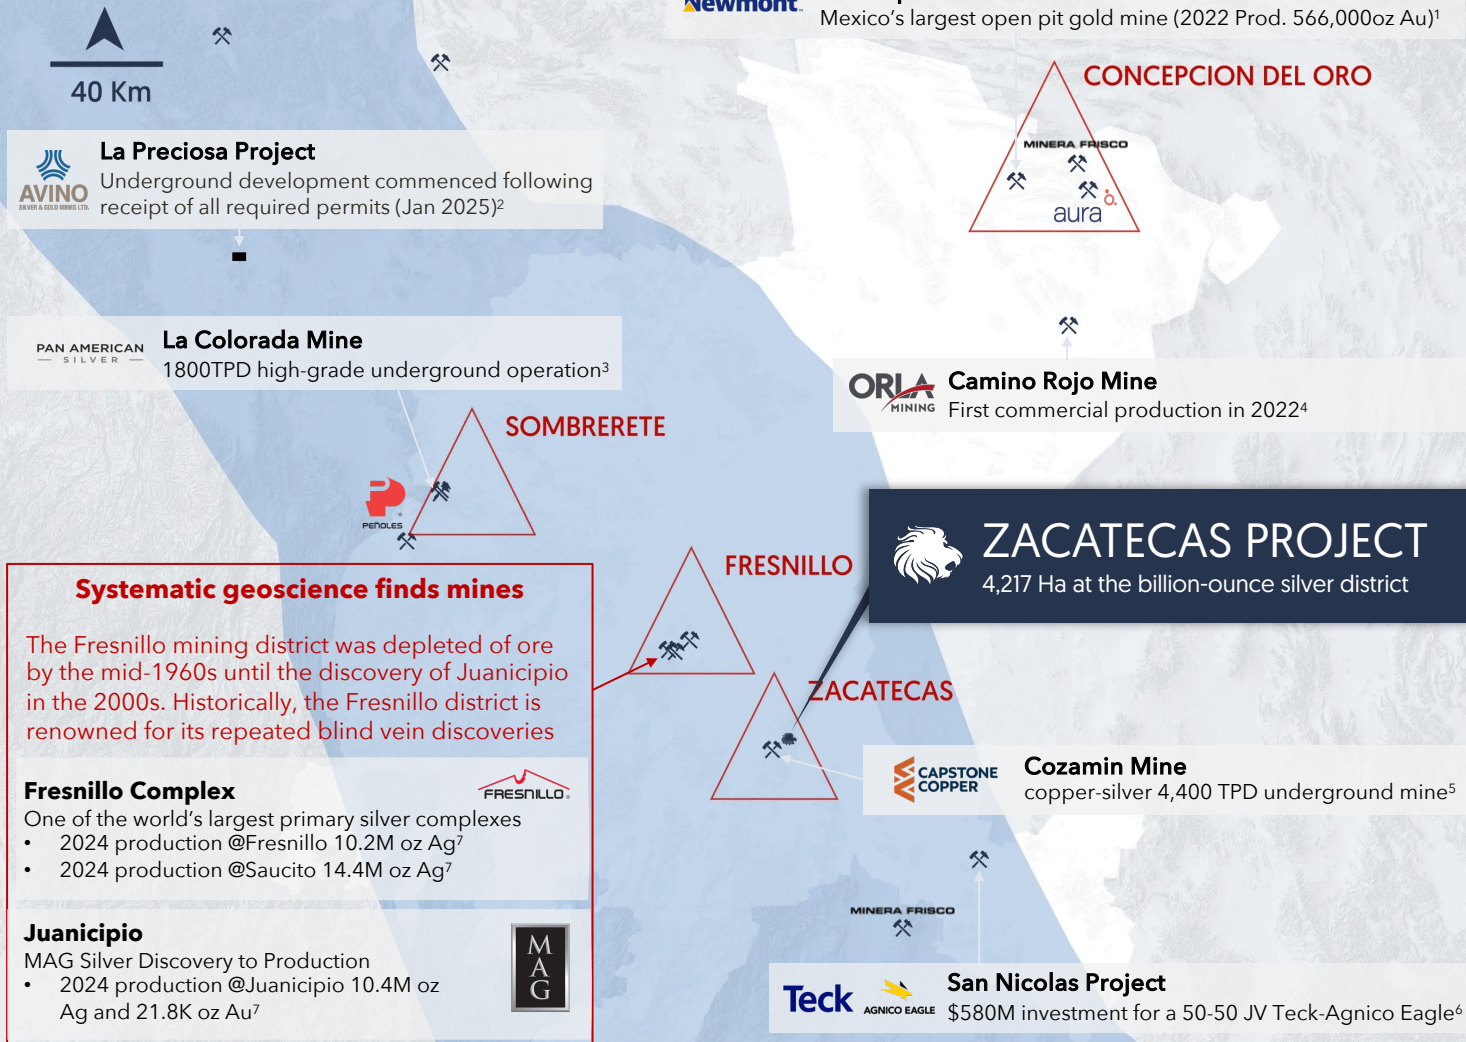 Newmont
Mexico's largest open pit gold mine (2022 Prod. 566,000oz Au)¹
40 Km
CONCEPCION DEL ORO
MINERA FRISCO
aura
AVINO
SILVER & GOLD MINES LTD.
La Preciosa Project
Underground development commenced following
receipt of all required permits (Jan 2025)²
PAN AMERICAN
SILVER
La Colorada Mine
1800TPD high-grade underground operation³
ORLA
MINING
Camino Rojo Mine
First commercial production in 2022⁴
SOMBRERETE
PEÑOLES
ZACATECAS PROJECT
4,217 Ha at the billion-ounce silver district
FRESNILLO
ZACATECAS
Systematic geoscience finds mines
The Fresnillo mining district was depleted of ore
by the mid-1960s until the discovery of Juanicipio
in the 2000s. Historically, the Fresnillo district is
renowned for its repeated blind vein discoveries
Fresnillo Complex
FRESNILLO
One of the world's largest primary silver complexes
• 2024 production @Fresnillo 10.2M oz Ag⁷
• 2024 production @Saucito 14.4M oz Ag⁷
Juanicipio
MAG Silver Discovery to Production
• 2024 production @Juanicipio 10.4M oz
Ag and 21.8K oz Au⁷
MAG
CAPSTONE
COPPER
Cozamin Mine
copper-silver 4,400 TPD underground mine⁵
MINERA FRISCO
Teck
AGNICO EAGLE
San Nicolas Project
$580M investment for a 50-50 JV Teck-Agnico Eagle⁶